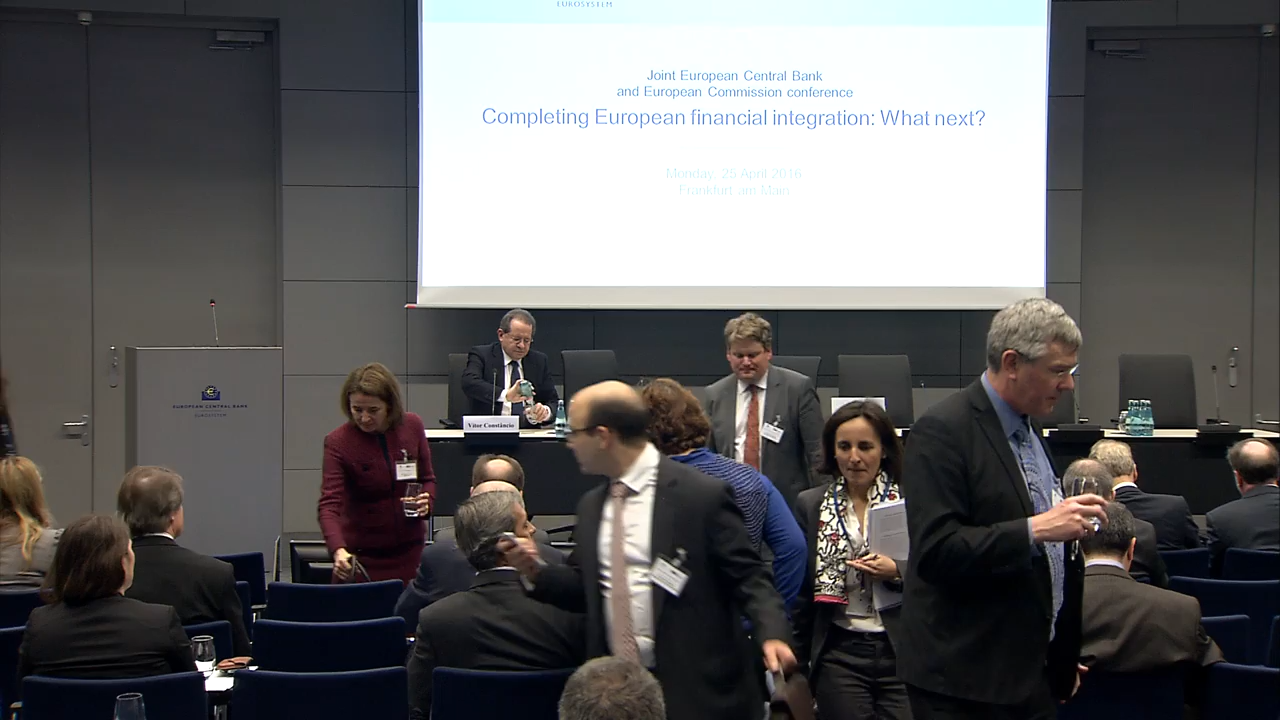 EUROSYSTEM
Joint European Central Bank
and European Commission conference
Completing European financial integration: What next?
Monday, 25 April 2016
Frankfurt am Main
EUROPEAN CENTRAL BANK
EUROSYSTEM
Vítor Constâncio